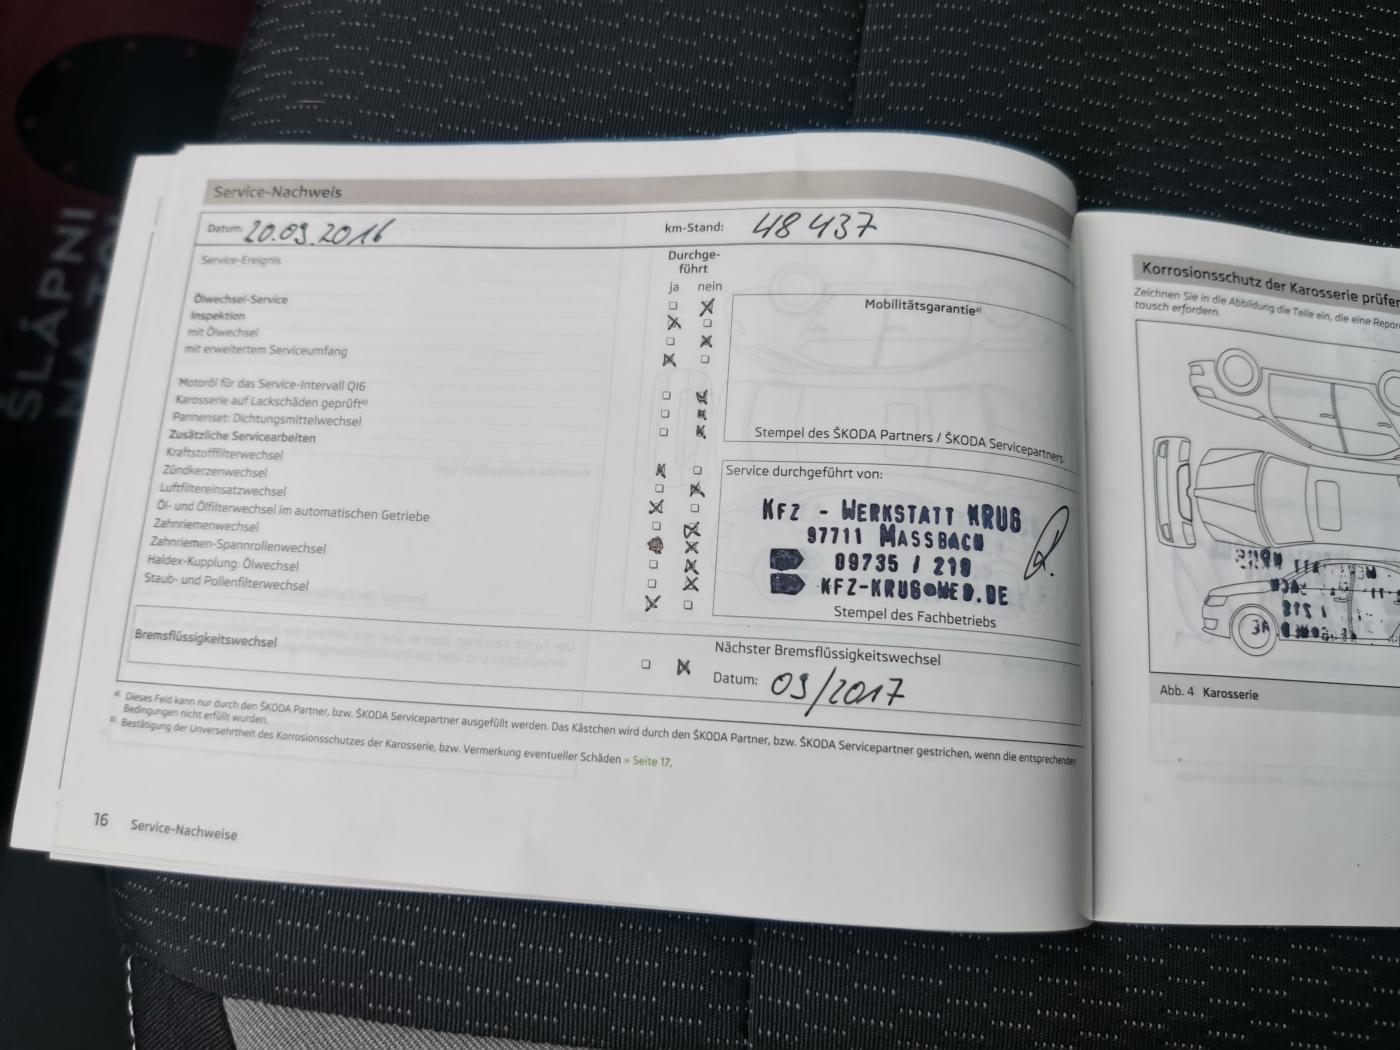 ŠLÁPNI
Service-Nachweis
Datum: 20.09.2016
km-Stand: 48 437
Service-Ereignis
Durchge-
führt
ja nein
Ölwechsel-Service
Inspektion
mit Ölwechsel
mit erweitertem Serviceumfang
Motoröl für das Service-Intervall QI6
Karosserie auf Lackschäden geprüft b)
Pannenset: Dichtungsmittelwechsel
Zusätzliche Servicearbeiten
Kraftstofffilterwechsel
Zündkerzenwechsel
Luftfiltereinsatzwechsel
Öl- und Ölfilterwechsel im automatischen Getriebe
Zahnriemenwechsel
Zahnriemen-Spannrollenwechsel
Haldex-Kupplung: Ölwechsel
Staub- und Pollenfilterwechsel
Mobilitätsgarantie a)
Stempel des ŠKODA Partners / ŠKODA Servicepartners
Service durchgeführt von:
KFZ - WERKSTATT KRUG
97711 MASSBACH
09735 / 219
KFZ-KRUG@WEB.DE
Stempel des Fachbetriebs
Bremsflüssigkeitswechsel
Nächster Bremsflüssigkeitswechsel
Datum: 09/2017
a) Dieses Feld kann nur durch den ŠKODA Partner, bzw. ŠKODA Servicepartner ausgefüllt werden. Das Kästchen wird durch den ŠKODA Partner, bzw. ŠKODA Servicepartner gestrichen, wenn die entsprechenden
Bedingungen nicht erfüllt wurden.
b) Bestätigung der Unversehrtheit des Korrosionsschutzes der Karosserie, bzw. Vermerkung eventueller Schäden » Seite 17.
16 Service-Nachweise
Korrosionsschutz der Karosserie prüfen
Zeichnen Sie in die Abbildung die Teile ein, die eine Repar
tausch erfordern.
Abb. 4 Karosserie